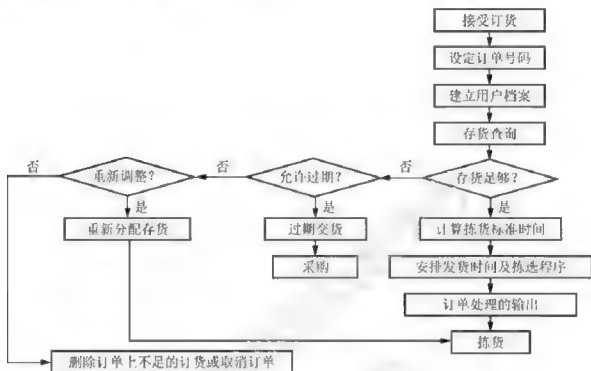 接受订货
设定订单号码
建立用户档案
存货查询
否
重新调整?
否
允许过期?
否
存货足够?
是
是
是
重新分配存货
过期交货
计算拣货标准时间
采购
安排发货时间及拣选程序
订单处理的输出
拣货
删除订单上不足的订货或取消订单